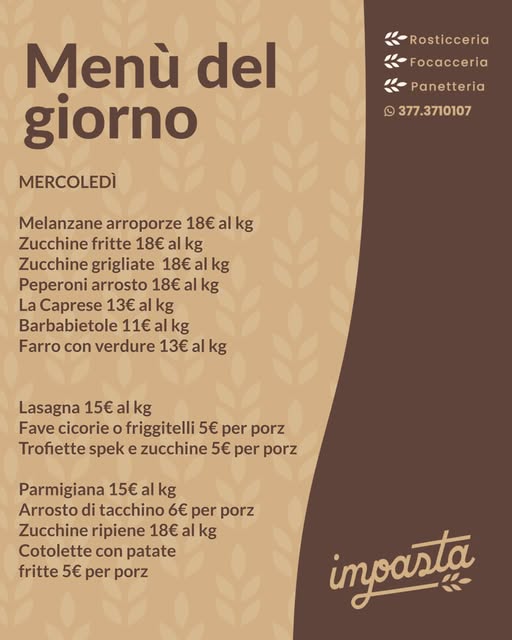 Menù del
giorno
Rosticceria
Focacceria
Panetteria
377.3710107
MERCOLEDÌ
Melanzane arroporze 18€ al kg
Zucchine fritte 18€ al kg
Zucchine grigliate 18€ al kg
Peperoni arrosto 18€ al kg
La Caprese 13€ al kg
Barbabietole 11€ al kg
Farro con verdure 13€ al kg
Lasagna 15€ al kg
Fave cicorie o friggitelli 5€ per porz
Trofiette spek e zucchine 5€ per porz
Parmigiana 15€ al kg
Arrosto di tacchino 6€ per porz
Zucchine ripiene 18€ al kg
Cotolette con patate
fritte 5€ per porz
impasta